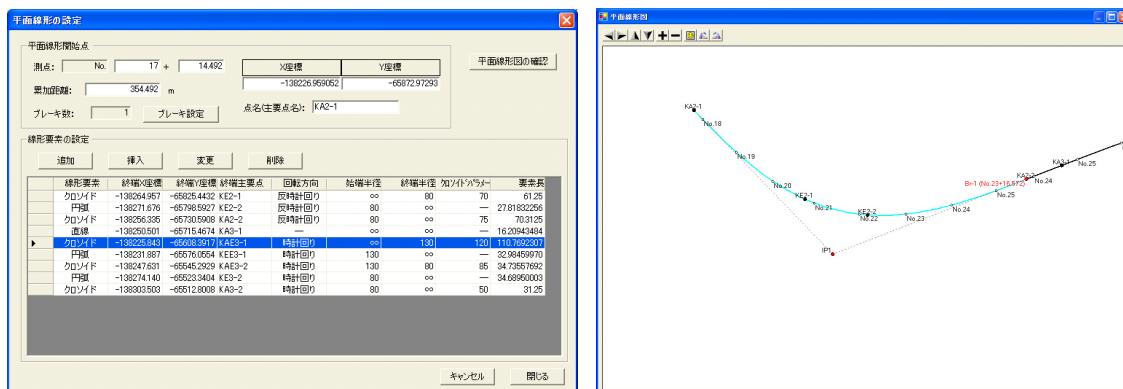 平面線形の設定
平面線形開始点
測点: No. 17 + 14.492
累加距離: 354.492 m
ブレーキ数: 1 ブレーキ設定
X座標 Y座標
-138226.959052 -65872.97293
点名(主要点名): KA2-1
平面線形図の確認
線形要素の設定
追加 挿入 変更 削除
線形要素 終端X座標 終端Y座標 終端主要点 回転方向 始端半径 終端半径 クロソイドパラメー 要素長
クロソイド -138264.957 -65825.4432 KE2-1 反時計回り ∞ 80 70 61.25
円弧 -138271.676 -65798.5927 KE2-2 反時計回り 80 ∞ — 27.81832256
クロソイド -138256.335 -65730.5908 KA2-2 反時計回り 80 ∞ 75 70.3125
直線 -138250.501 -65715.4674 KA3-1 — ∞ ∞ — 16.20943484
クロソイド -138225.843 -65608.3917 KAE3-1 時計回り ∞ 130 120 110.7692307
円弧 -138231.887 -65576.0554 KEE3-1 時計回り 130 ∞ — 32.98459970
クロソイド -138247.631 -65545.2929 KAE3-2 時計回り 130 80 85 34.73557692
円弧 -138274.140 -65523.3404 KE3-2 時計回り 80 ∞ — 34.68950003
クロソイド -138303.503 -65512.8008 KA3-2 時計回り 80 ∞ 50 31.25
キャンセル 閉じる
平面線形図
KA2-1
No.18
No.19
No.20
KE2-1
No.21
KE2-2
No.22
No.23
No.24
No.25
Br-1 (No.23+16.572)
KA2-2
No.24
KA3-1
No.25
IP1